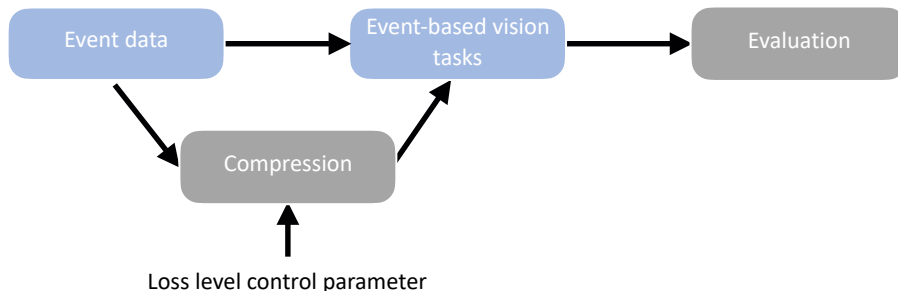 Event data
Event-based vision
tasks
Evaluation
Compression
Loss level control parameter